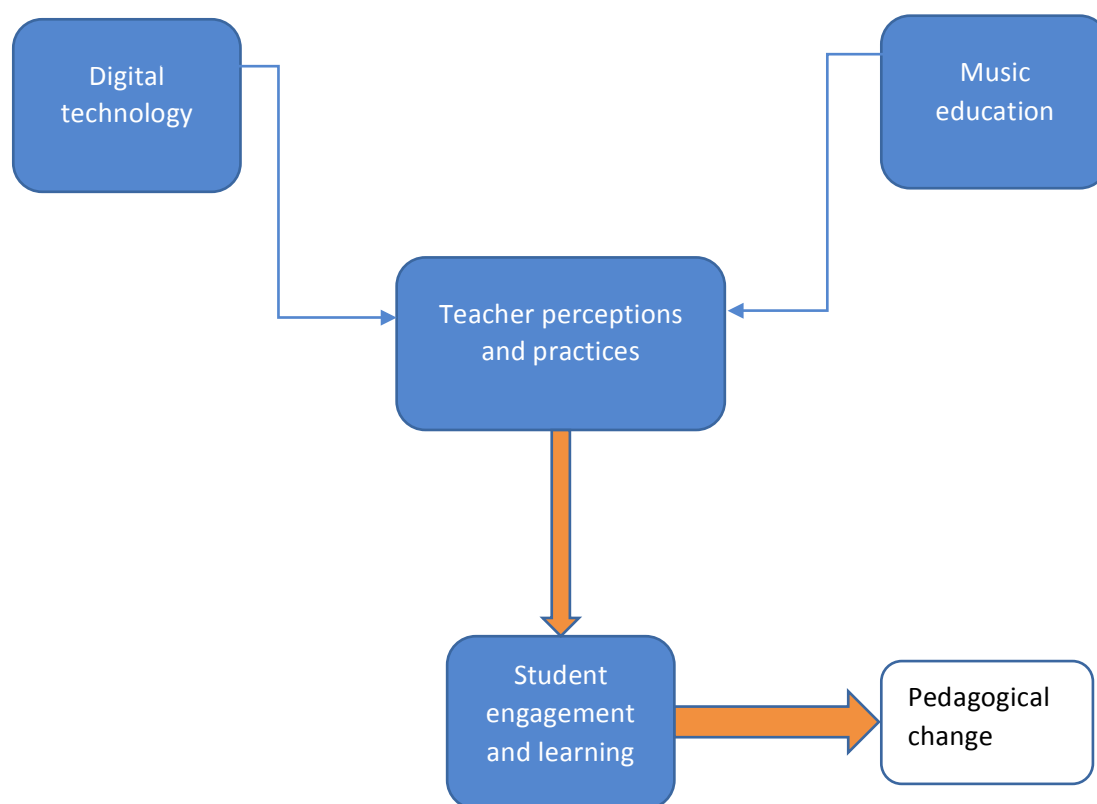 Digital
technology
Music
education
Teacher perceptions
and practices
Student
engagement
and learning
Pedagogical
change